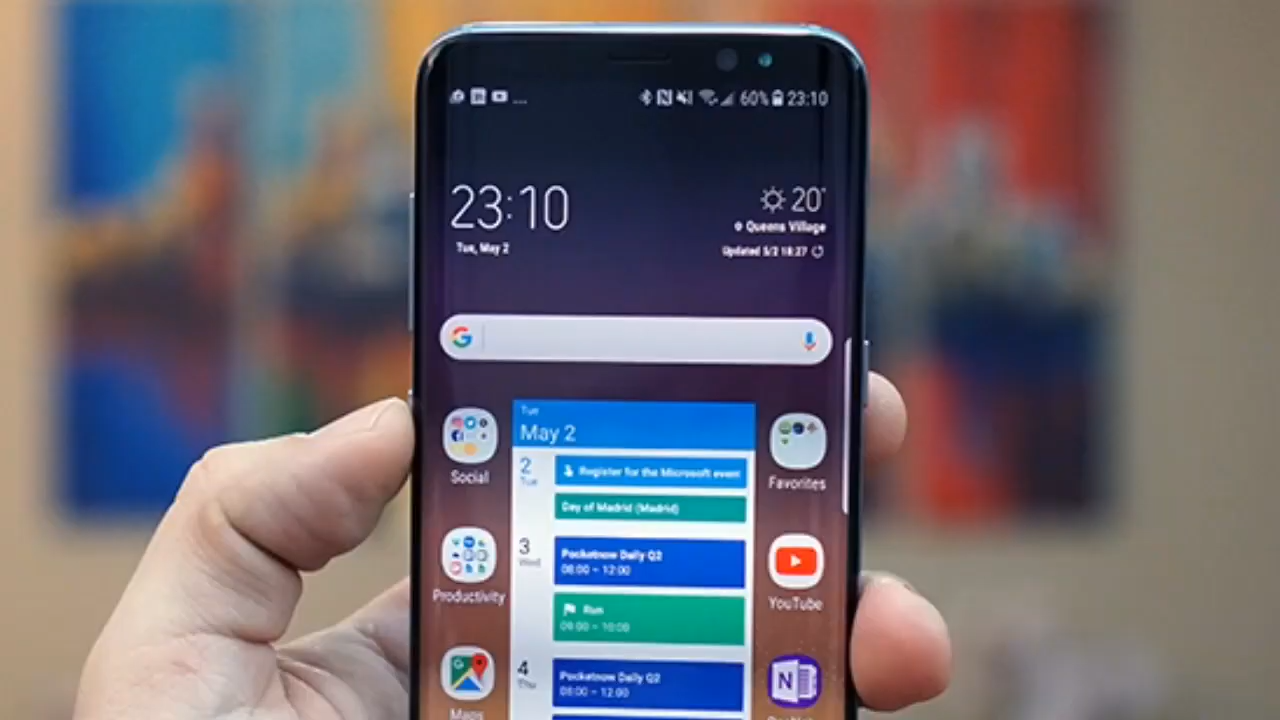 60% 23:10
23:10
20°
Tue, May 2
Queens Village
Updated 5/2 18:27
G
Tue
May 2
2
Tue
Register for the Microsoft event
Day of Madrid (Madrid)
Social
Favorites
3
Wed
Pocketnow Daily Q2
08:00 - 12:00
Run
09:00 - 10:00
Productivity
YouTube
4
Thu
Pocketnow Daily Q2
08:00 - 12:00
N
Maps